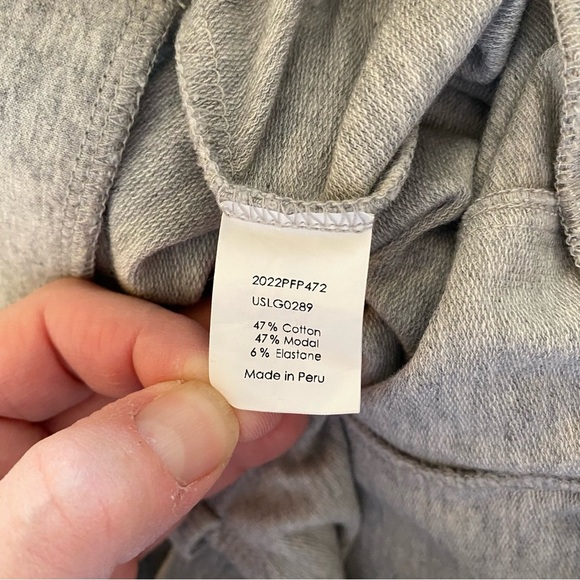 2022PFP472
USLG0289
47% Cotton
47% Modal
6% Elastane
Made in Peru